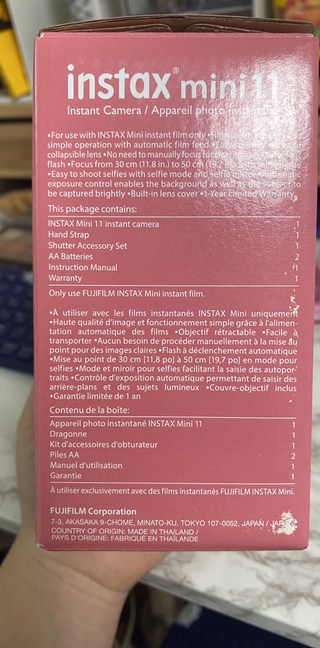 instax® mini 11
Instant Camera / Appareil photo instantané
•For use with INSTAX Mini instant film only
simple operation with automatic film feed
collapsible lens •No need to manually focus for
flash •Focus from 30 cm (11.8 in.) to 50 cm (19.7 in.)
•Easy to shoot selfies with selfie mode and selfie mirror •Automatic
exposure control enables the background as well as the subject to
be captured brightly •Built-in lens cover •1-Year Limited Warranty
This package contains:
INSTAX Mini 11 instant camera 1
Hand Strap 1
Shutter Accessory Set 1
AA Batteries 2
Instruction Manual 1
Warranty 1
Only use FUJIFILM INSTAX Mini instant film.
•À utiliser avec les films instantanés INSTAX Mini uniquement
•Haute qualité d'image et fonctionnement simple grâce à l'alimen-
tation automatique des films •Objectif rétractable •Facile à
transporter •Aucun besoin de procéder manuellement à la mise au
point pour des images claires •Flash à déclenchement automatique
•Mise au point de 30 cm [11,8 po] à 50 cm [19,7 po] en mode pour
selfies •Mode et miroir pour selfies facilitant la saisie des autopor-
traits •Contrôle d'exposition automatique permettant de saisir des
arrière-plans et des sujets lumineux •Couvre-objectif inclus
•Garantie limitée de 1 an
Contenu de la boîte:
Appareil photo instantané INSTAX Mini 11 1
Dragonne 1
Kit d'accessoires d'obturateur 1
Piles AA 2
Manuel d'utilisation 1
Garantie 1
À utiliser exclusivement avec des films instantanés FUJIFILM INSTAX Mini.
FUJIFILM Corporation
7-3, AKASAKA 9-CHOME, MINATO-KU, TOKYO 107-0052, JAPAN /
COUNTRY OF ORIGIN: MADE IN THAILAND /
PAYS D'ORIGINE: FABRIQUÉ EN THAÏLANDE